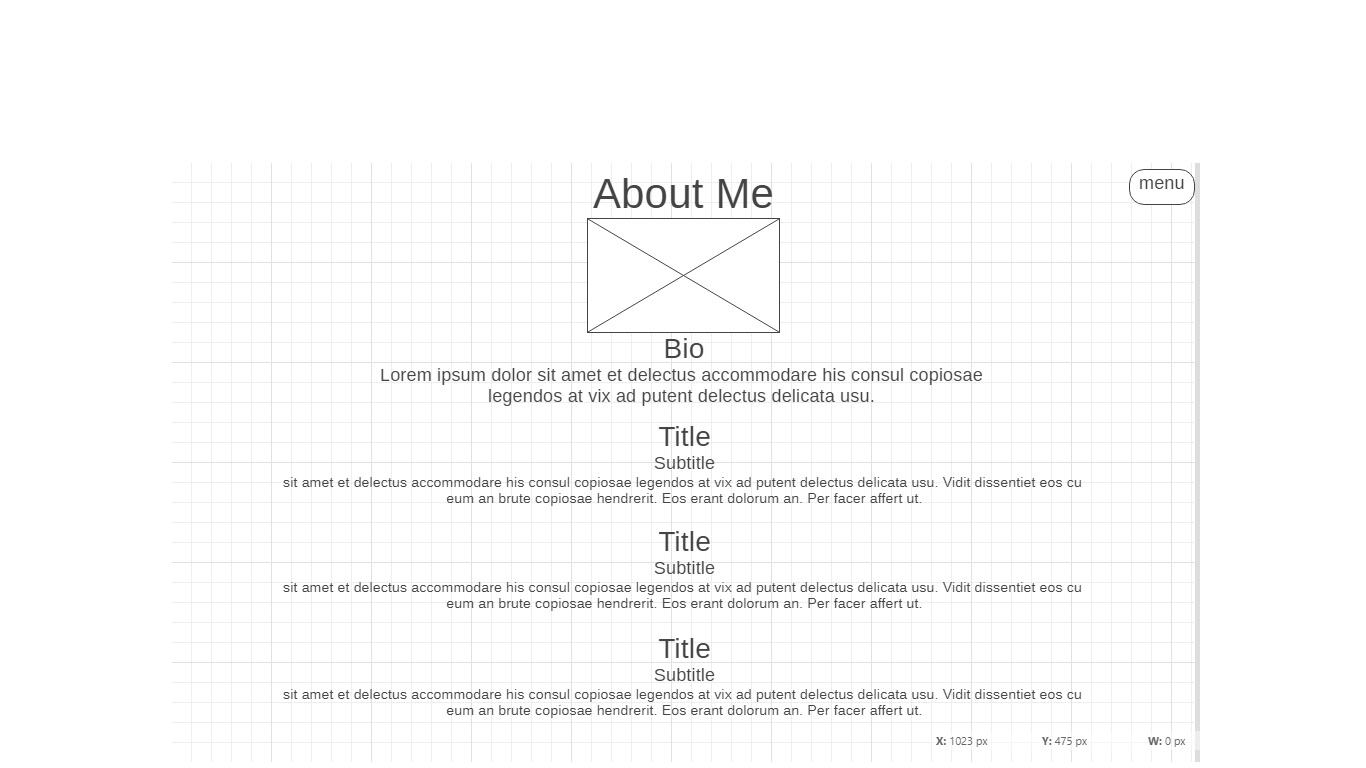 About Me
menu
Bio
Lorem ipsum dolor sit amet et delectus accommodare his consul copiosae
legendos at vix ad putent delectus delicata usu.
Title
Subtitle
sit amet et delectus accommodare his consul copiosae legendos at vix ad putent delectus delicata usu. Vidit dissentiet eos cu
eum an brute copiosae hendrerit. Eos erant dolorum an. Per facer affert ut.
Title
Subtitle
sit amet et delectus accommodare his consul copiosae legendos at vix ad putent delectus delicata usu. Vidit dissentiet eos cu
eum an brute copiosae hendrerit. Eos erant dolorum an. Per facer affert ut.
Title
Subtitle
sit amet et delectus accommodare his consul copiosae legendos at vix ad putent delectus delicata usu. Vidit dissentiet eos cu
eum an brute copiosae hendrerit. Eos erant dolorum an. Per facer affert ut.
X: 1023 px Y: 475 px W: 0 px